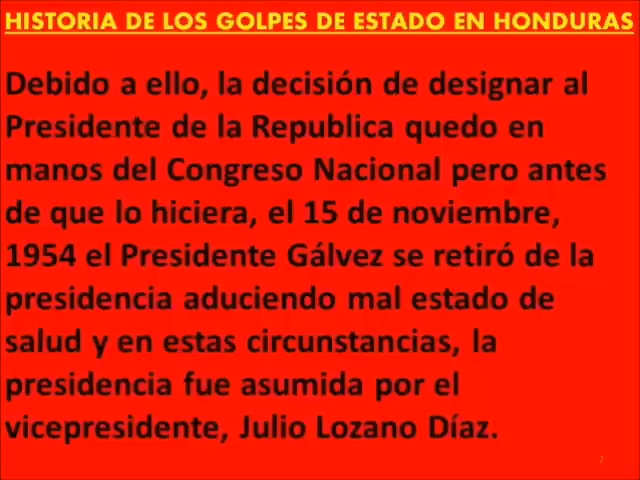 HISTORIA DE LOS GOLPES DE ESTADO EN HONDURAS
Debido a ello, la decisión de designar al
Presidente de la Republica quedo en
manos del Congreso Nacional pero antes
de que lo hiciera, el 15 de noviembre,
1954 el Presidente Gálvez se retiró de la
presidencia aduciendo mal estado de
salud y en estas circunstancias, la
presidencia fue asumida por el
vicepresidente, Julio Lozano Díaz.
7